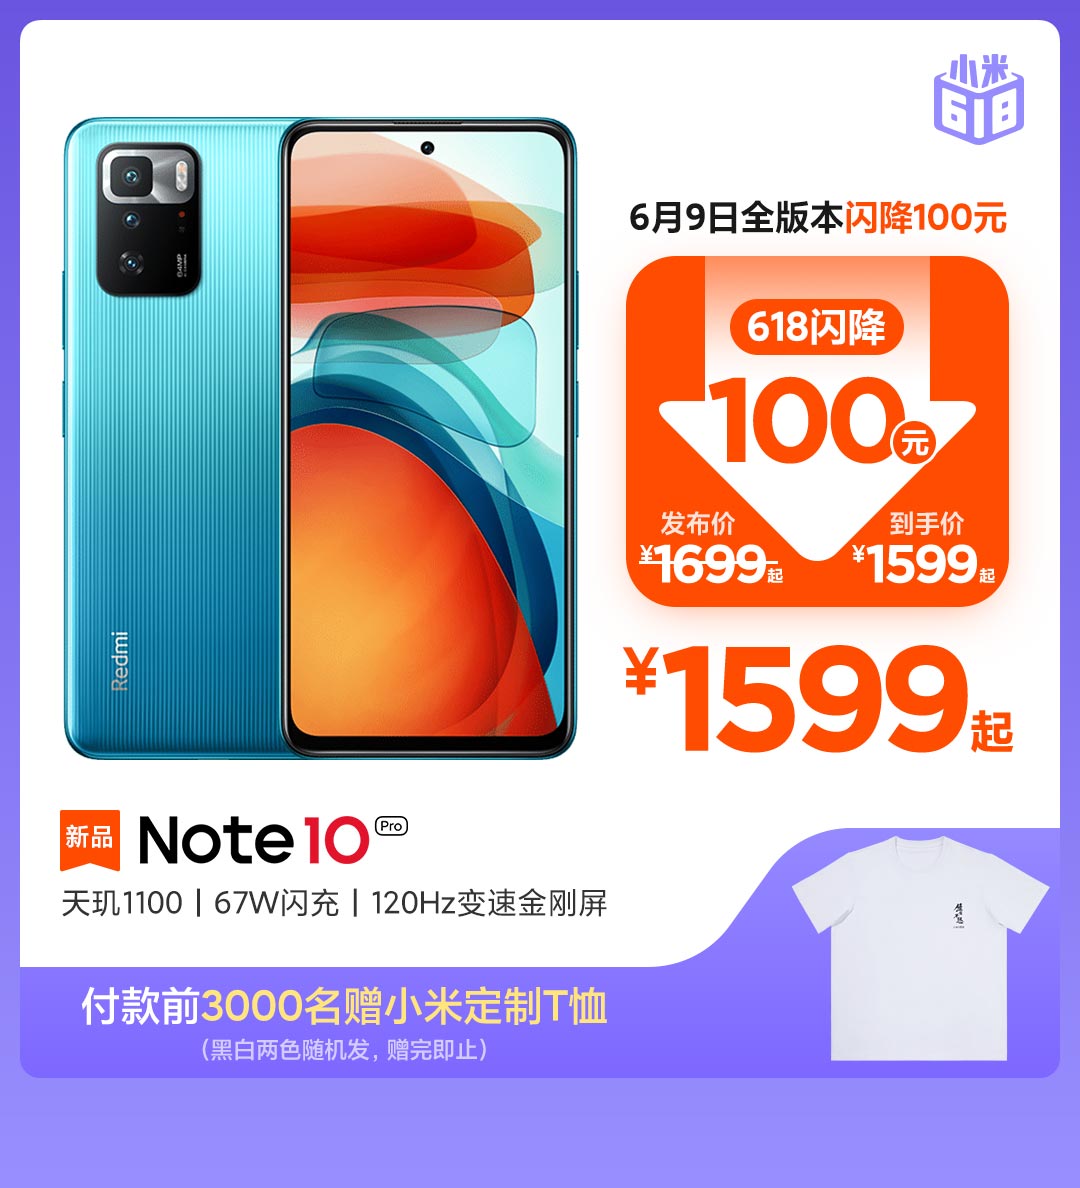 小米
618
6月9日全版本闪降100元
618闪降
100元
发布价
到手价
¥1699起
¥1599起
¥1599起
64MP
Redmi
新品 Note 10 Pro
天玑1100 | 67W闪充 | 120Hz变速金刚屏
付款前3000名赠小米定制T恤
（黑白两色随机发，赠完即止）